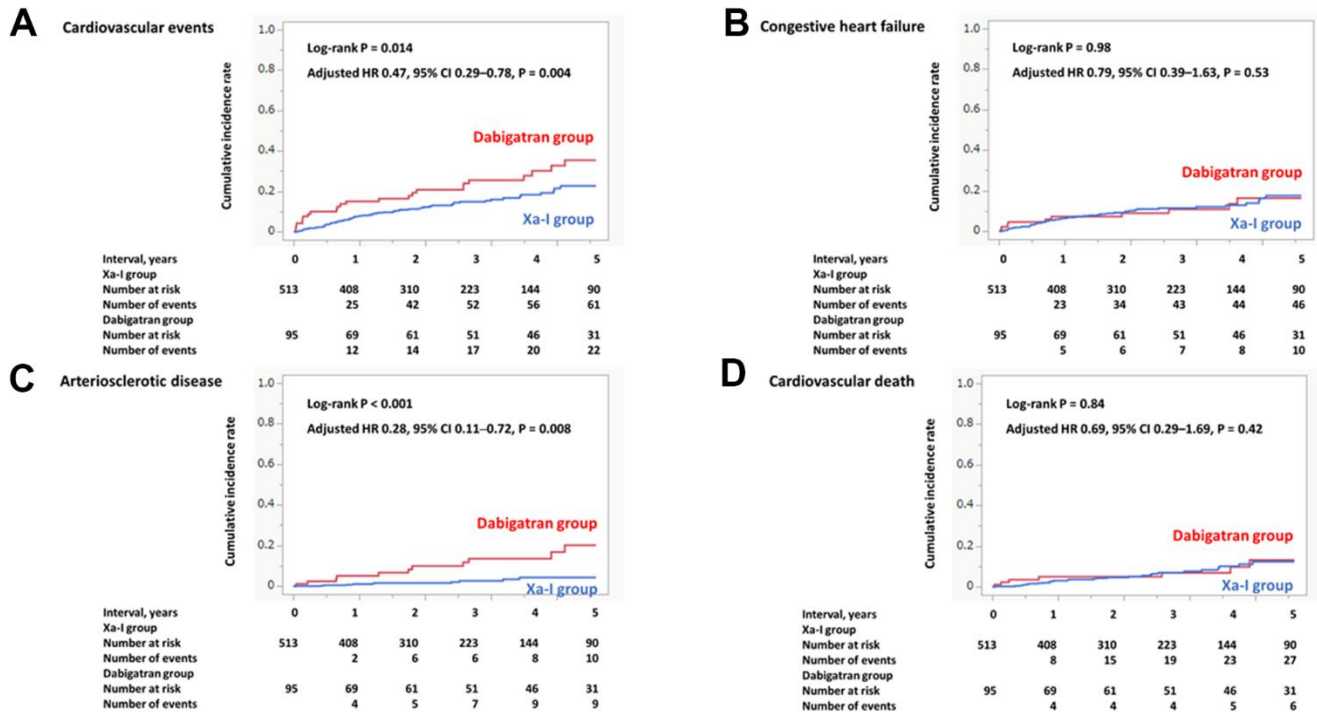 A Cardiovascular events
Log-rank P = 0.014
Adjusted HR 0.47, 95% CI 0.29–0.78, P = 0.004
Cumulative incidence rate
1.0
0.8
0.6
0.4
0.2
0
Dabigatran group
Xa-I group
Interval, years 0 1 2 3 4 5
Xa-I group
Number at risk 513 408 310 223 144 90
Number of events 25 42 52 56 61
Dabigatran group
Number at risk 95 69 61 51 46 31
Number of events 12 14 17 20 22
B Congestive heart failure
Log-rank P = 0.98
Adjusted HR 0.79, 95% CI 0.39–1.63, P = 0.53
Cumulative incidence rate
1.0
0.8
0.6
0.4
0.2
0
Dabigatran group
Xa-I group
Interval, years 0 1 2 3 4 5
Xa-I group
Number at risk 513 408 310 223 144 90
Number of events 23 34 43 44 46
Dabigatran group
Number at risk 95 69 61 51 46 31
Number of events 5 6 7 8 10
C Arteriosclerotic disease
Log-rank P < 0.001
Adjusted HR 0.28, 95% CI 0.11–0.72, P = 0.008
Cumulative incidence rate
1.0
0.8
0.6
0.4
0.2
0
Dabigatran group
Xa-I group
Interval, years 0 1 2 3 4 5
Xa-I group
Number at risk 513 408 310 223 144 90
Number of events 2 6 6 8 10
Dabigatran group
Number at risk 95 69 61 51 46 31
Number of events 4 5 7 9 9
D Cardiovascular death
Log-rank P = 0.84
Adjusted HR 0.69, 95% CI 0.29–1.69, P = 0.42
Cumulative incidence rate
1.0
0.8
0.6
0.4
0.2
0
Dabigatran group
Xa-I group
Interval, years 0 1 2 3 4 5
Xa-I group
Number at risk 513 408 310 223 144 90
Number of events 8 15 19 23 27
Dabigatran group
Number at risk 95 69 61 51 46 31
Number of events 4 4 4 5 6